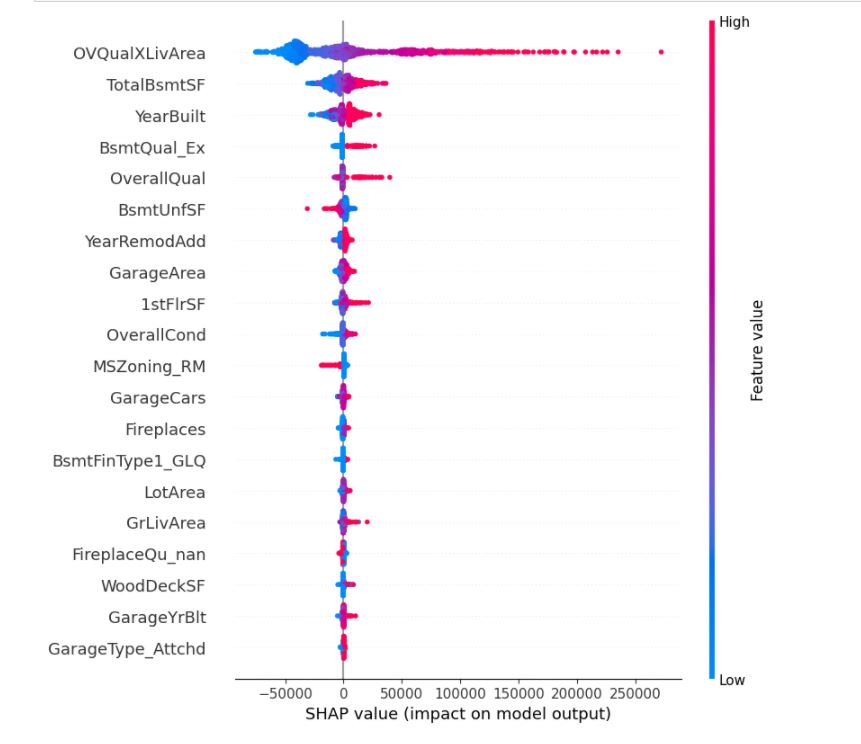 High
OVQualXLivArea
TotalBsmtSF
YearBuilt
BsmtQual_Ex
OverallQual
BsmtUnfSF
YearRemodAdd
GarageArea
1stFlrSF
OverallCond
MSZoning_RM
GarageCars
Fireplaces
BsmtFinType1_GLQ
LotArea
GrLivArea
FireplaceQu_nan
WoodDeckSF
GarageYrBlt
GarageType_Attchd
Feature value
Low
−50000 0 50000 100000 150000 200000 250000
SHAP value (impact on model output)